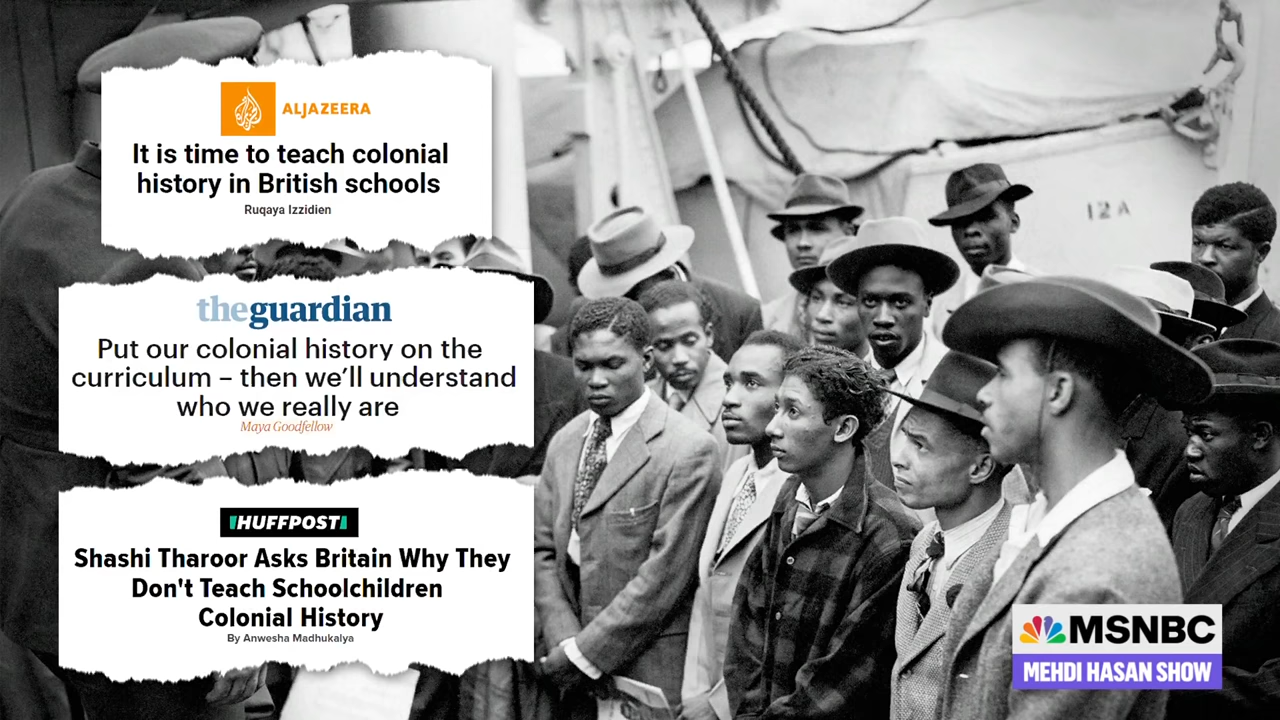 ALJAZEERA
It is time to teach colonial
history in British schools
Ruqaya Izzidien
theguardian
Put our colonial history on the
curriculum – then we'll understand
who we really are
Maya Goodfellow
HUFFPOST
Shashi Tharoor Asks Britain Why They
Don't Teach Schoolchildren
Colonial History
By Anwesha Madhukalya
12A
MSNBC
MEHDI HASAN SHOW